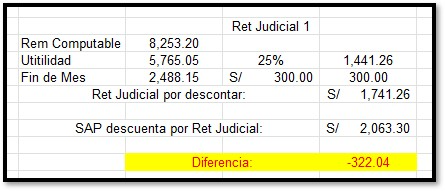 Ret Judicial 1
Rem Computable 8,253.20
Utitilidad 5,765.05 25% 1,441.26
Fin de Mes 2,488.15 S/ 300.00 300.00
Ret Judicial por descontar: S/ 1,741.26
SAP descuenta por Ret Judicial: S/ 2,063.30
Diferencia: -322.04